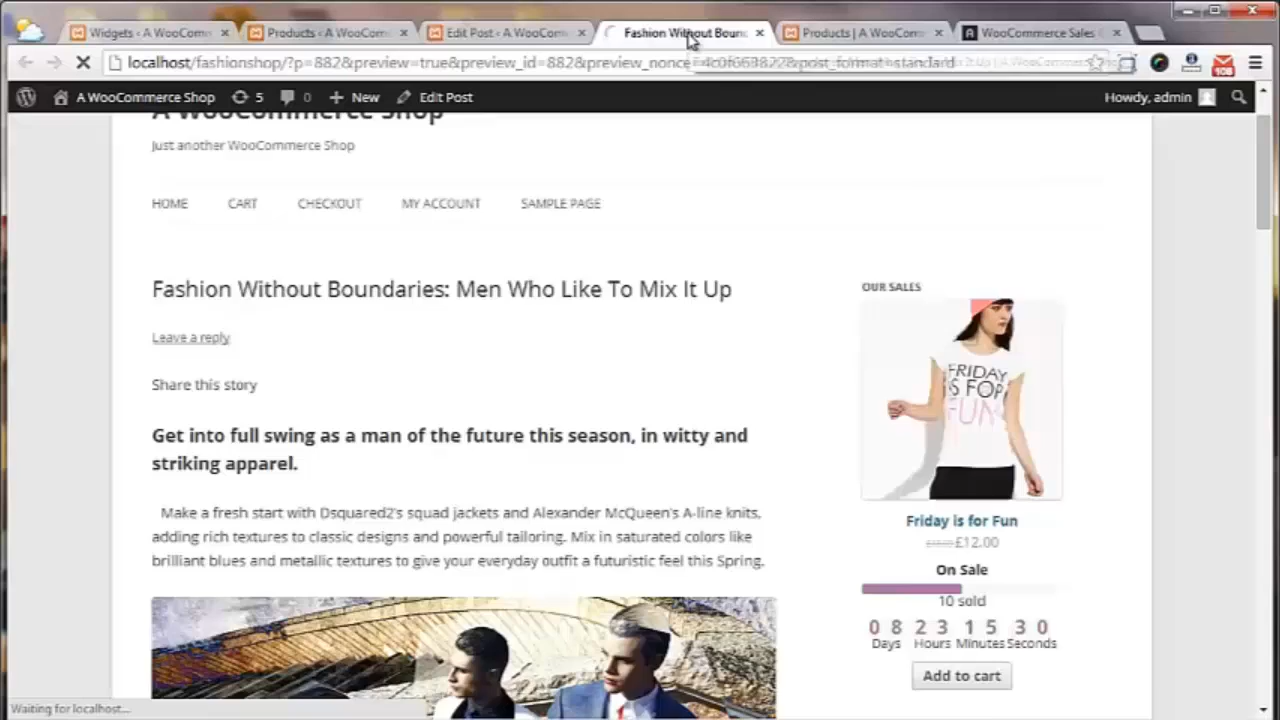 Widgets ‹ A WooComm
Products ‹ A WooComm
Edit Post ‹ A WooComm
Fashion Without Boun
Products | A WooComm
WooCommerce Sales
localhost/fashionshop/?p=882&preview=true&preview_id=882&preview_nonce
post_format=standard
108
A WooCommerce Shop
5
0
New
Edit Post
Howdy, admin
A WooCommerce Shop
Just another WooCommerce Shop
HOME
CART
CHECKOUT
MY ACCOUNT
SAMPLE PAGE
Fashion Without Boundaries: Men Who Like To Mix It Up
Leave a reply
Share this story
Get into full swing as a man of the future this season, in witty and
striking apparel.
Make a fresh start with Dsquared2's squad jackets and Alexander McQueen's A-line knits,
adding rich textures to classic designs and powerful tailoring. Mix in saturated colors like
brilliant blues and metallic textures to give your everyday outfit a futuristic feel this Spring.
OUR SALES
FRIDAY
IS FOR
FUN
Friday is for Fun
£12.00
On Sale
10 sold
0 8 2 3 1 5 3 0
Days Hours Minutes Seconds
Add to cart
Waiting for localhost...